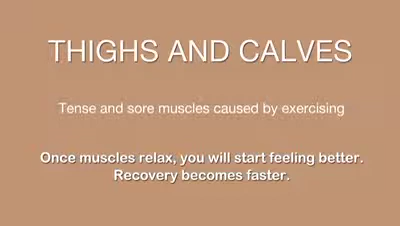 THIGHS AND CALVES
Tense and sore muscles caused by exercising
Once muscles relax, you will start feeling better.
Recovery becomes faster.